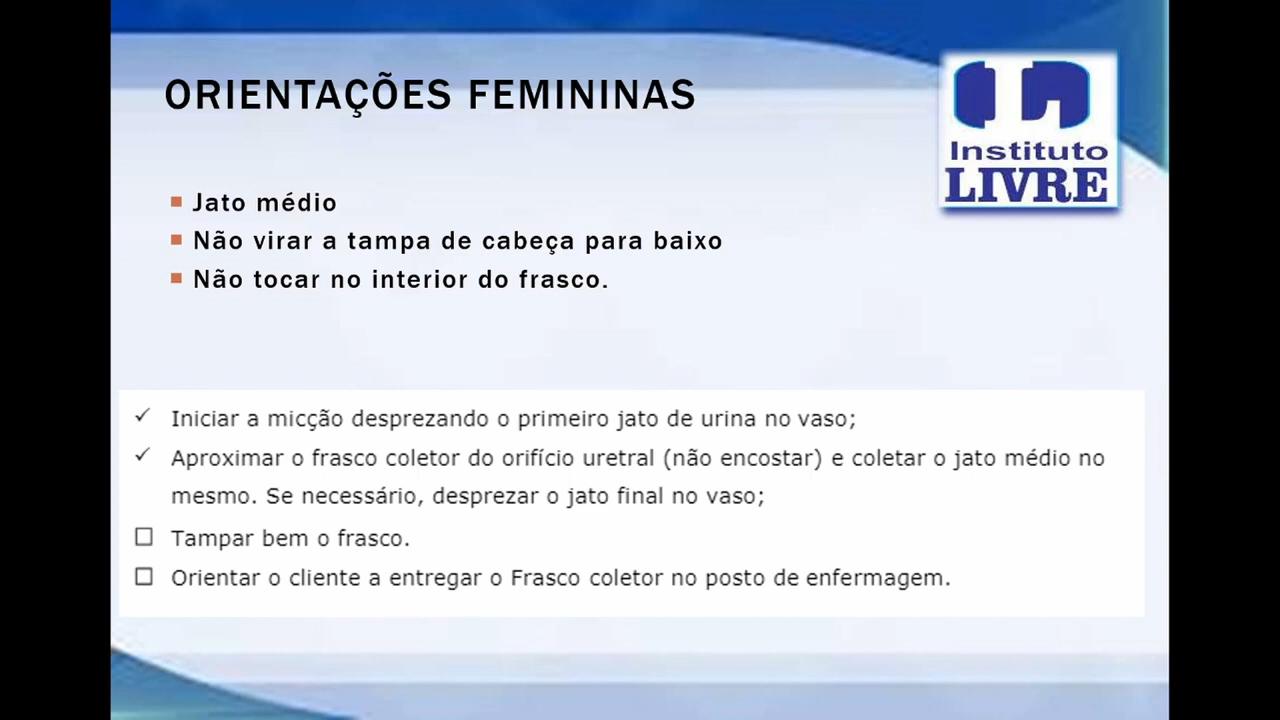 ORIENTAÇÕES FEMININAS
Instituto
LIVRE
Jato médio
Não virar a tampa de cabeça para baixo
Não tocar no interior do frasco.
✓ Iniciar a micção desprezando o primeiro jato de urina no vaso;
✓ Aproximar o frasco coletor do orifício uretral (não encostar) e coletar o jato médio no
mesmo. Se necessário, desprezar o jato final no vaso;
☐ Tampar bem o frasco.
☐ Orientar o cliente a entregar o Frasco coletor no posto de enfermagem.